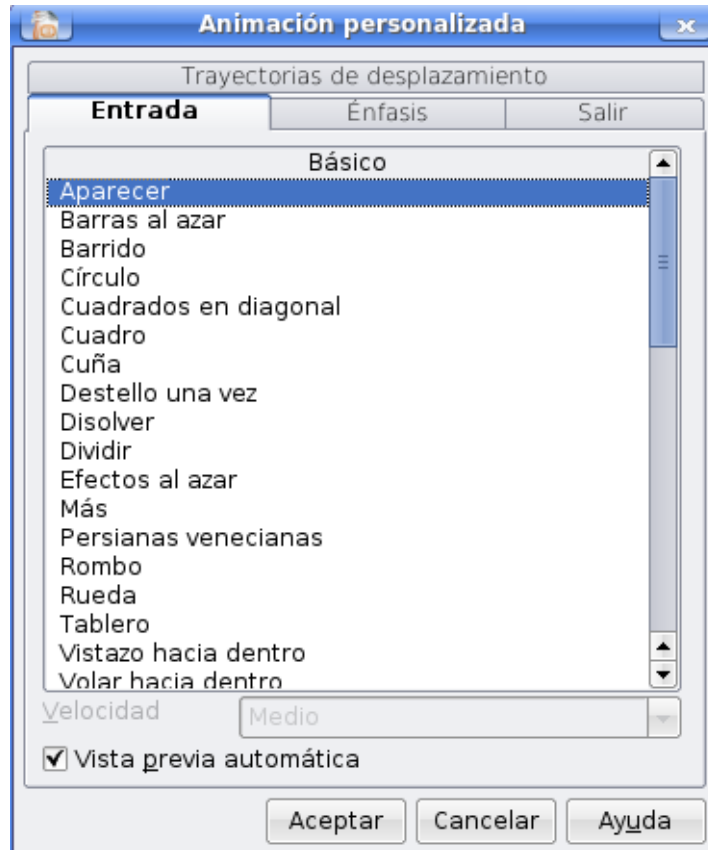 Animación personalizada
Trayectorias de desplazamiento
Entrada Énfasis Salir
Básico
Aparecer
Barras al azar
Barrido
Círculo
Cuadrados en diagonal
Cuadro
Cuña
Destello una vez
Disolver
Dividir
Efectos al azar
Más
Persianas venecianas
Rombo
Rueda
Tablero
Vistazo hacia dentro
Volar hacia dentro
Velocidad Medio
Vista previa automática
Aceptar Cancelar Ayuda